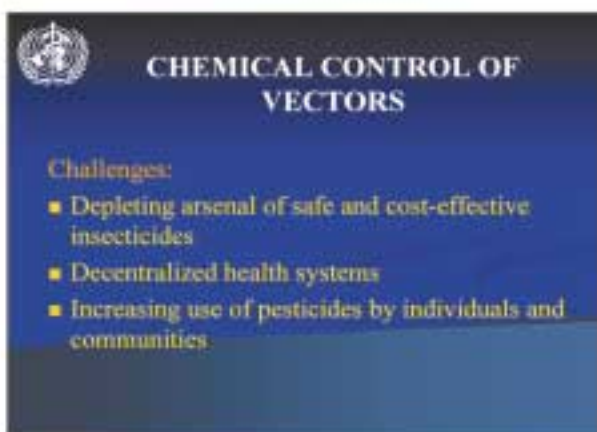 CHEMICAL CONTROL OF
VECTORS
Challenges:
▪ Depleting arsenal of safe and cost-effective
insecticides
▪ Decentralized health systems
▪ Increasing use of pesticides by individuals and
communities